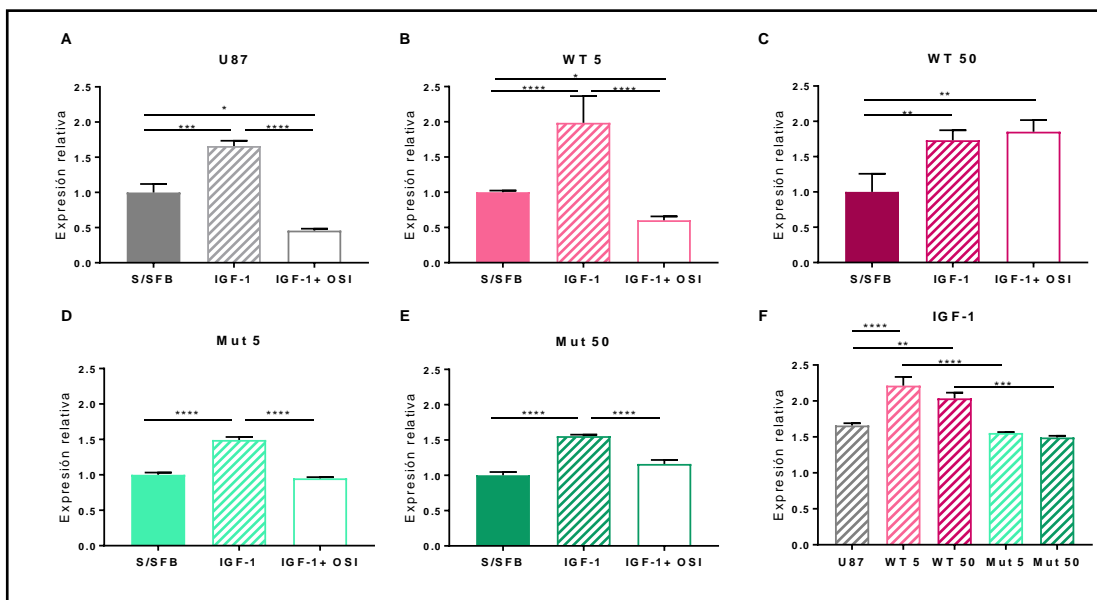 A
U87
Expresión relativa
2.5
2.0
1.5
1.0
0.5
0.0
*
***
****
S/SFB
IGF-1
IGF-1+ OSI
B
WT 5
Expresión relativa
2.5
2.0
1.5
1.0
0.5
0.0
*
****
****
S/SFB
IGF-1
IGF-1+ OSI
C
WT 50
Expresión relativa
2.5
2.0
1.5
1.0
0.5
0.0
**
**
S/SFB
IGF-1
IGF-1+ OSI
D
Mut 5
Expresión relativa
2.5
2.0
1.5
1.0
0.5
0.0
****
****
S/SFB
IGF-1
IGF-1+ OSI
E
Mut 50
Expresión relativa
2.5
2.0
1.5
1.0
0.5
0.0
****
****
S/SFB
IGF-1
IGF-1+ OSI
F
IGF-1
Expresión relativa
2.5
2.0
1.5
1.0
0.5
0.0
****
**
****
***
U87
WT 5
WT 50
Mut 5
Mut 50